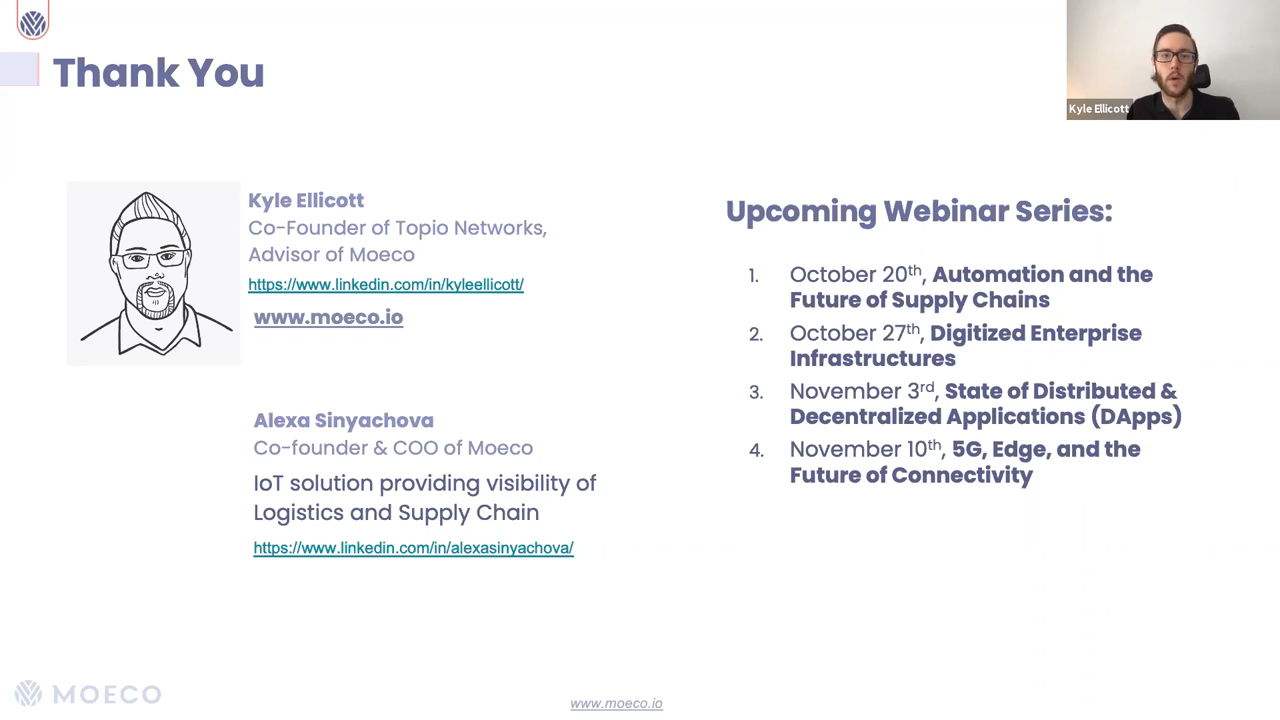 Thank You
Kyle Ellicott
Kyle Ellicott
Co-Founder of Topio Networks,
Advisor of Moeco
https://www.linkedin.com/in/kyleellicott/
www.moeco.io
Alexa Sinyachova
Co-founder & COO of Moeco
IoT solution providing visibility of
Logistics and Supply Chain
https://www.linkedin.com/in/alexasinyachova/
Upcoming Webinar Series:
1. October 20th, Automation and the
Future of Supply Chains
2. October 27th, Digitized Enterprise
Infrastructures
3. November 3rd, State of Distributed &
Decentralized Applications (DApps)
4. November 10th, 5G, Edge, and the
Future of Connectivity
MOECO
www.moeco.io